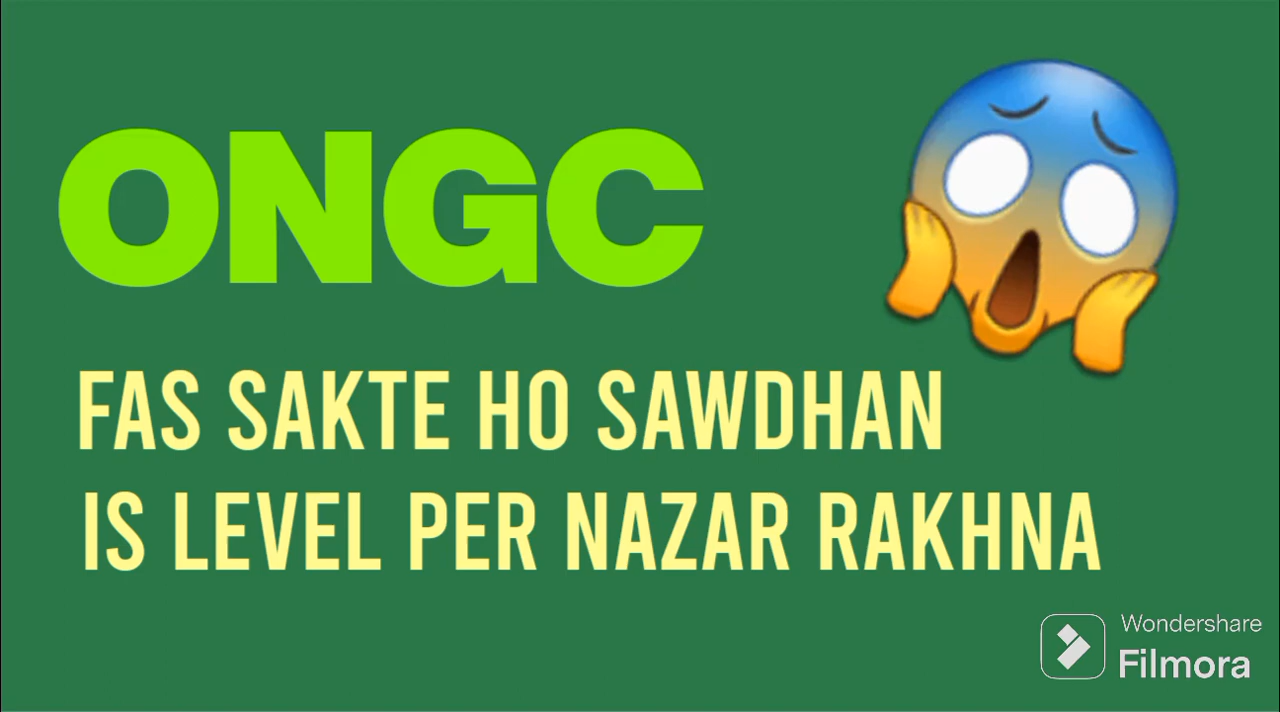 ONGC
FAS SAKTE HO SAWDHAN
IS LEVEL PER NAZAR RAKHNA
Wondershare
Filmora